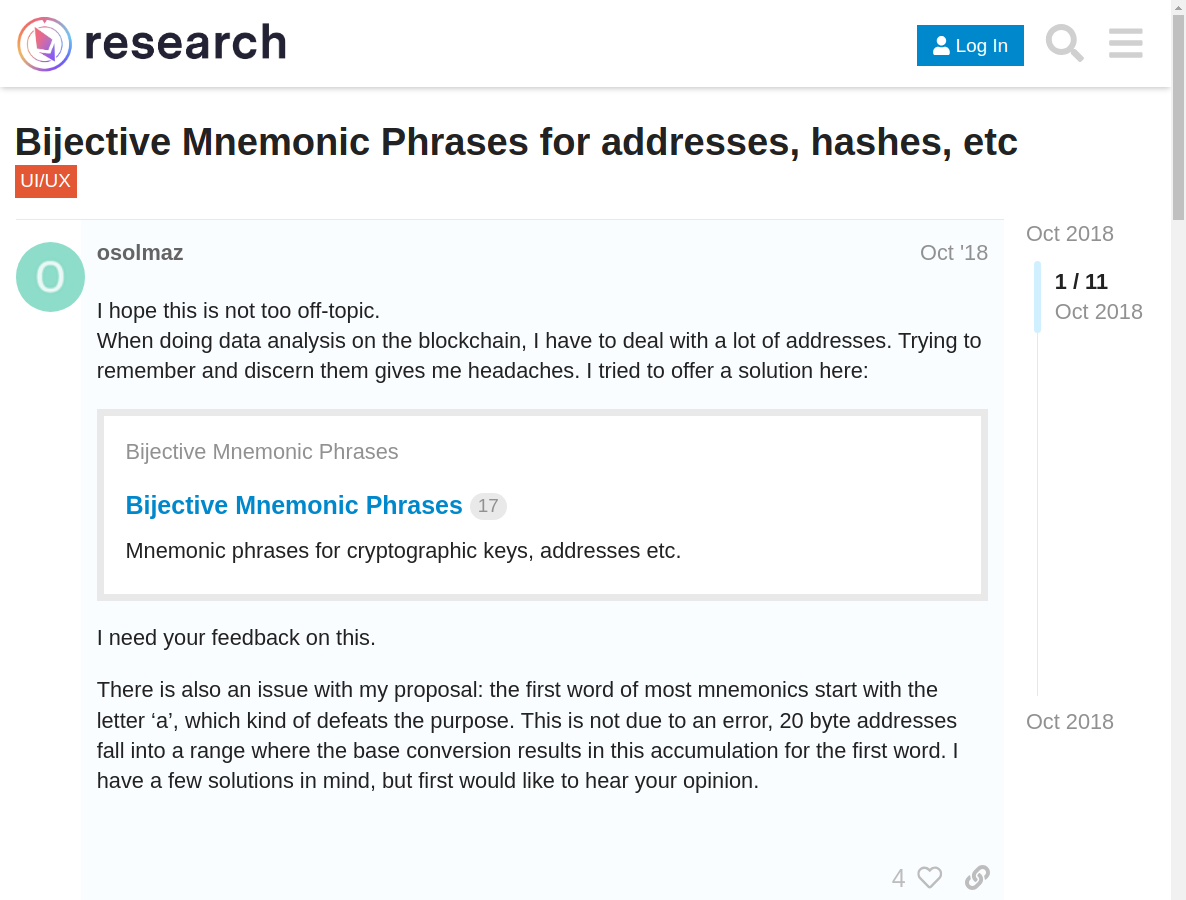 research
Log In
Bijective Mnemonic Phrases for addresses, hashes, etc
UI/UX
O
osolmaz
Oct '18
I hope this is not too off-topic.
When doing data analysis on the blockchain, I have to deal with a lot of addresses. Trying to
remember and discern them gives me headaches. I tried to offer a solution here:
Bijective Mnemonic Phrases
Bijective Mnemonic Phrases 17
Mnemonic phrases for cryptographic keys, addresses etc.
I need your feedback on this.
There is also an issue with my proposal: the first word of most mnemonics start with the
letter ‘a’, which kind of defeats the purpose. This is not due to an error, 20 byte addresses
fall into a range where the base conversion results in this accumulation for the first word. I
have a few solutions in mind, but first would like to hear your opinion.
4
Oct 2018
1 / 11
Oct 2018
Oct 2018